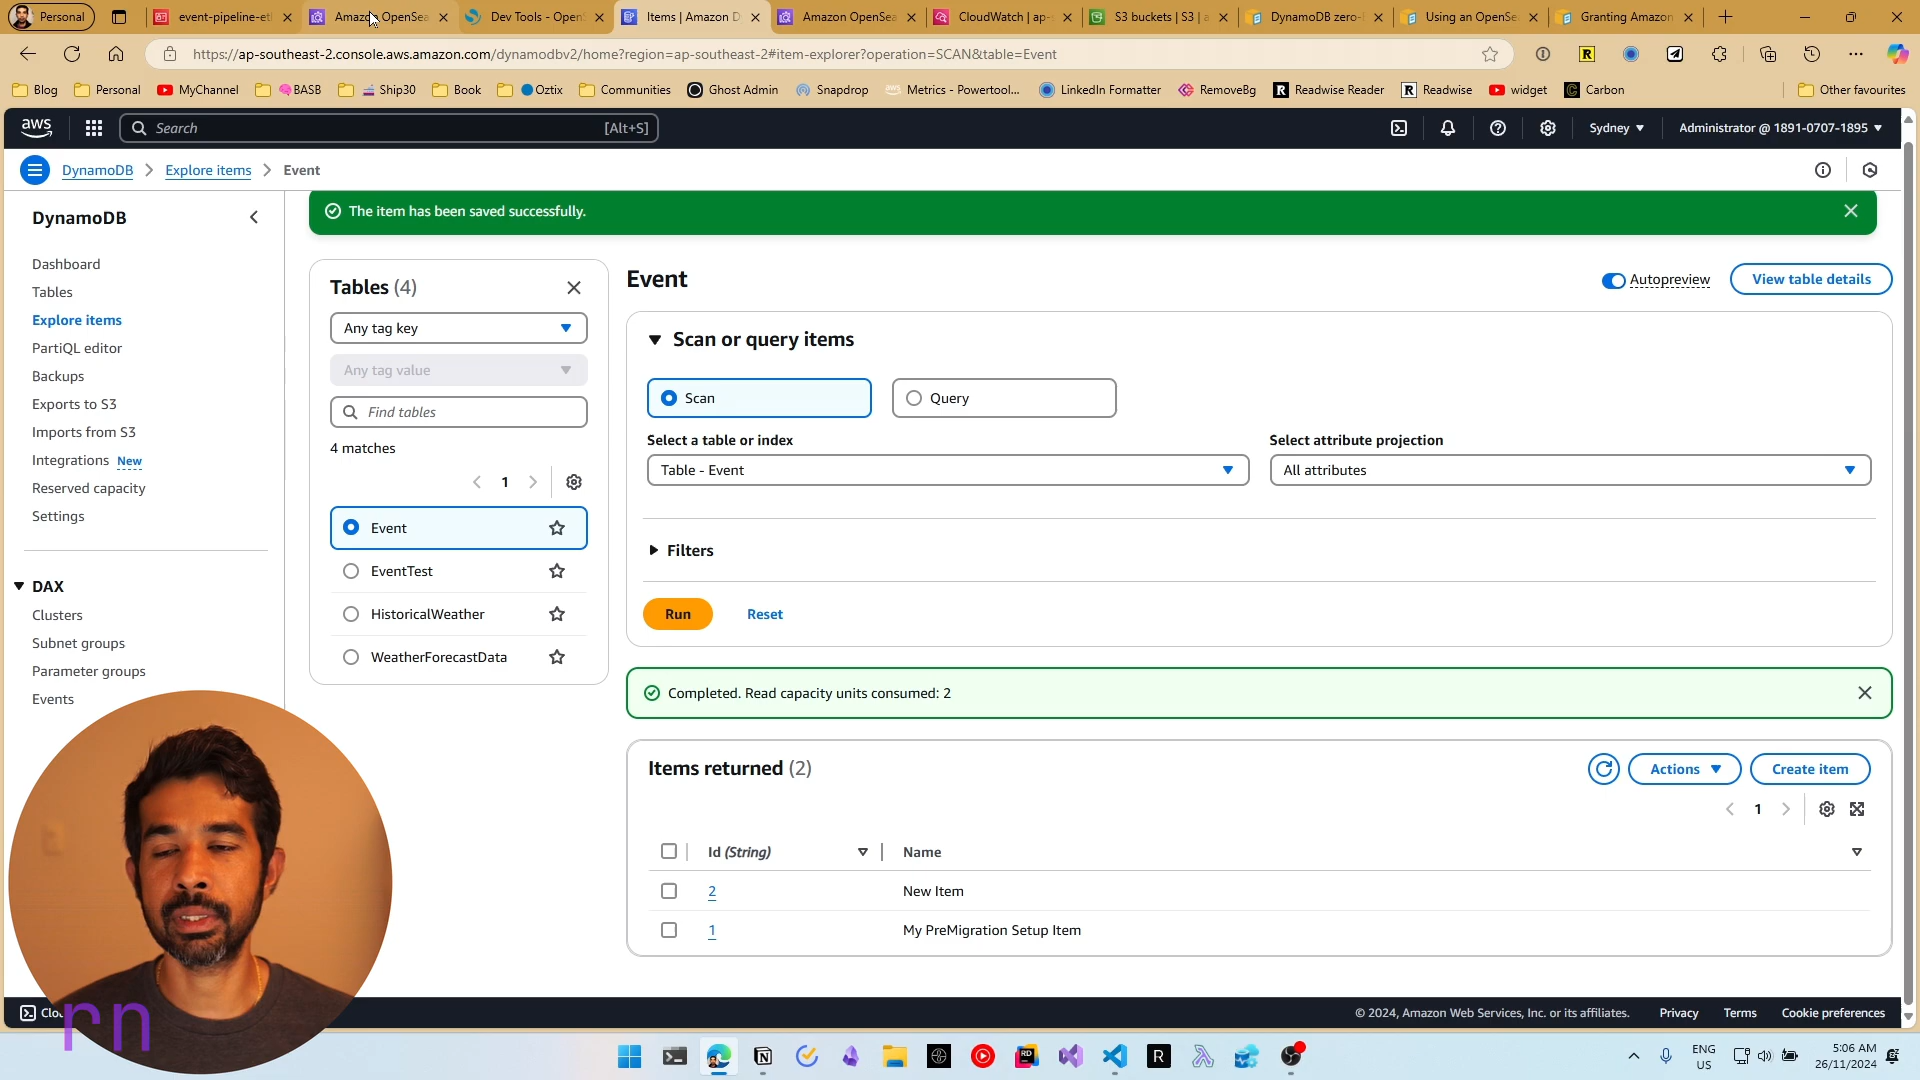 Personal
event-pipeline-etl
Amazon OpenSea
Dev Tools - OpenS
Items | Amazon D
Amazon OpenSea
CloudWatch | ap-s
S3 buckets | S3 | a
DynamoDB zero-
Using an OpenSe
Granting Amazon
https://ap-southeast-2.console.aws.amazon.com/dynamodbv2/home?region=ap-southeast-2#item-explorer?operation=SCAN&table=Event
Blog
Personal
MyChannel
BASB
Ship30
Book
Oztix
Communities
Ghost Admin
Snapdrop
Metrics - Powertool...
LinkedIn Formatter
RemoveBg
Readwise Reader
Readwise
widget
Carbon
Other favourites
aws
Search
[Alt+S]
Sydney
Administrator @ 1891-0707-1895
DynamoDB
Explore items
Event
DynamoDB
Dashboard
Tables
Explore items
PartiQL editor
Backups
Exports to S3
Imports from S3
Integrations New
Reserved capacity
Settings
DAX
Clusters
Subnet groups
Parameter groups
Events
The item has been saved successfully.
Tables (4)
Any tag key
Any tag value
Find tables
4 matches
1
Event
EventTest
HistoricalWeather
WeatherForecastData
Event
Autopreview
View table details
Scan or query items
Scan
Query
Select a table or index
Table - Event
Select attribute projection
All attributes
Filters
Run
Reset
Completed. Read capacity units consumed: 2
Items returned (2)
Actions
Create item
1
Id (String)
Name
2
New Item
1
My PreMigration Setup Item
rn
© 2024, Amazon Web Services, Inc. or its affiliates.
Privacy
Terms
Cookie preferences
ENG
US
5:06 AM
26/11/2024